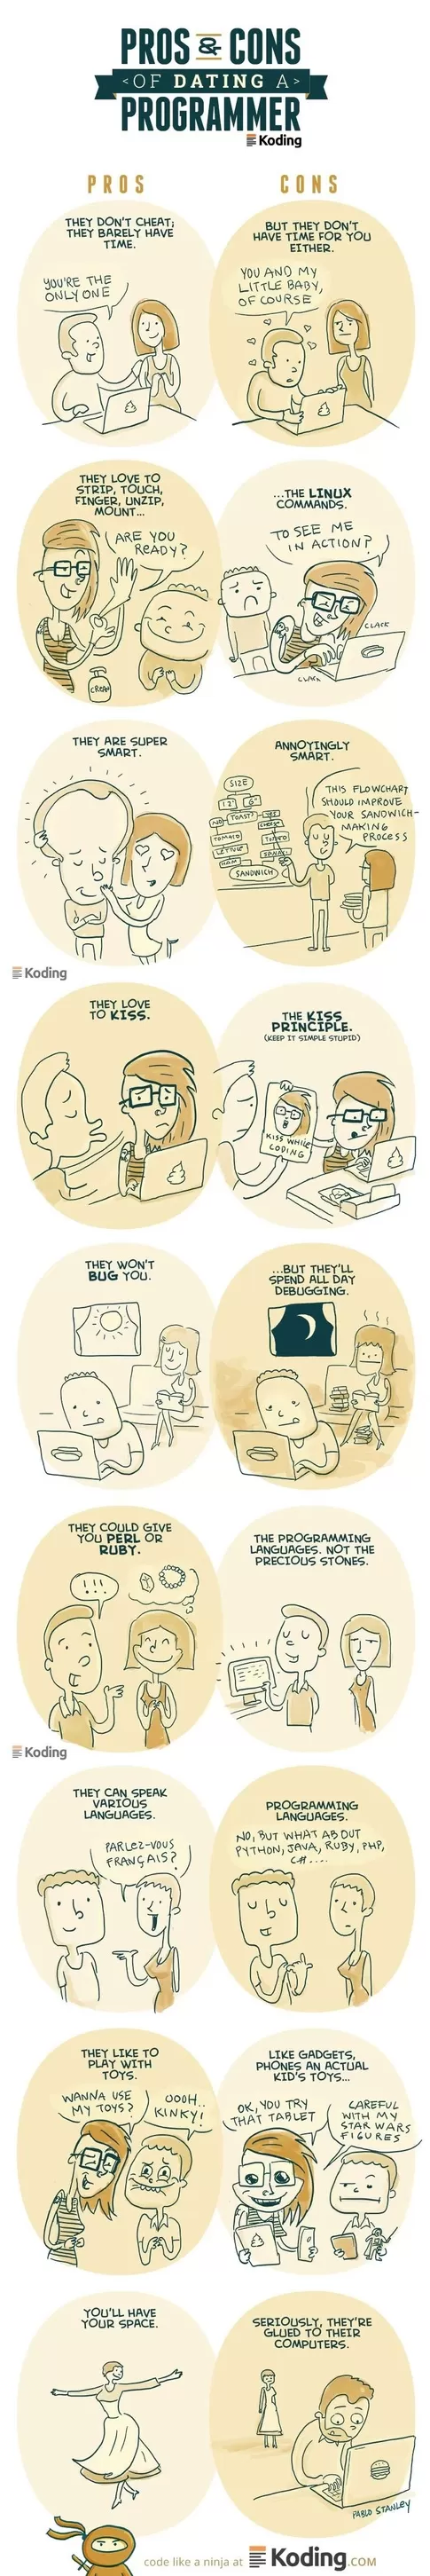 PROS & CONS
<OF DATING A>
PROGRAMMER
Koding
PROS
CONS
THEY DON'T CHEAT;
THEY BARELY HAVE
TIME.
YOU'RE THE
ONLY ONE
BUT THEY DON'T
HAVE TIME FOR YOU
EITHER.
YOU AND MY
LITTLE BABY,
OF COURSE
THEY LOVE TO
STRIP, TOUCH,
FINGER, UNZIP,
MOUNT...
ARE YOU
READY?
CREAM
...THE LINUX
COMMANDS.
TO SEE ME
IN ACTION?
CLACK
CLACK
THEY ARE SUPER
SMART.
ANNOYINGLY
SMART.
SIZE
12" 6"
NO TOAST? YES
TOMATO
LETTUCE
HAM
CHEESE
TOMATO
SANDWICH
THIS FLOWCHART
SHOULD IMPROVE
YOUR SANDWICH-
MAKING
PROCESS
Koding
THEY LOVE
TO KISS.
THE KISS
PRINCIPLE.
(KEEP IT SIMPLE STUPID)
KISS WHILE
CODING
THEY WON'T
BUG YOU.
...BUT THEY'LL
SPEND ALL DAY
DEBUGGING.
THEY COULD GIVE
YOU PERL OR
RUBY.
!!!
THE PROGRAMMING
LANGUAGES. NOT THE
PRECIOUS STONES.
Koding
THEY CAN SPEAK
VARIOUS
LANGUAGES.
PARLEZ-VOUS
FRANÇAIS?
PROGRAMMING
LANGUAGES.
NO, BUT WHAT ABOUT
PYTHON, JAVA, RUBY, PHP,
C#....
THEY LIKE TO
PLAY WITH
TOYS.
WANNA USE
MY TOYS?
OOOH..
KINKY!
LIKE GADGETS,
PHONES AN ACTUAL
KID'S TOYS...
OK, YOU TRY
THAT TABLET
CAREFUL
WITH MY
STAR WARS
FIGURES
YOU'LL HAVE
YOUR SPACE.
SERIOUSLY, THEY'RE
GLUED TO THEIR
COMPUTERS.
PABLO STANLEY
code like a ninja at Koding.COM